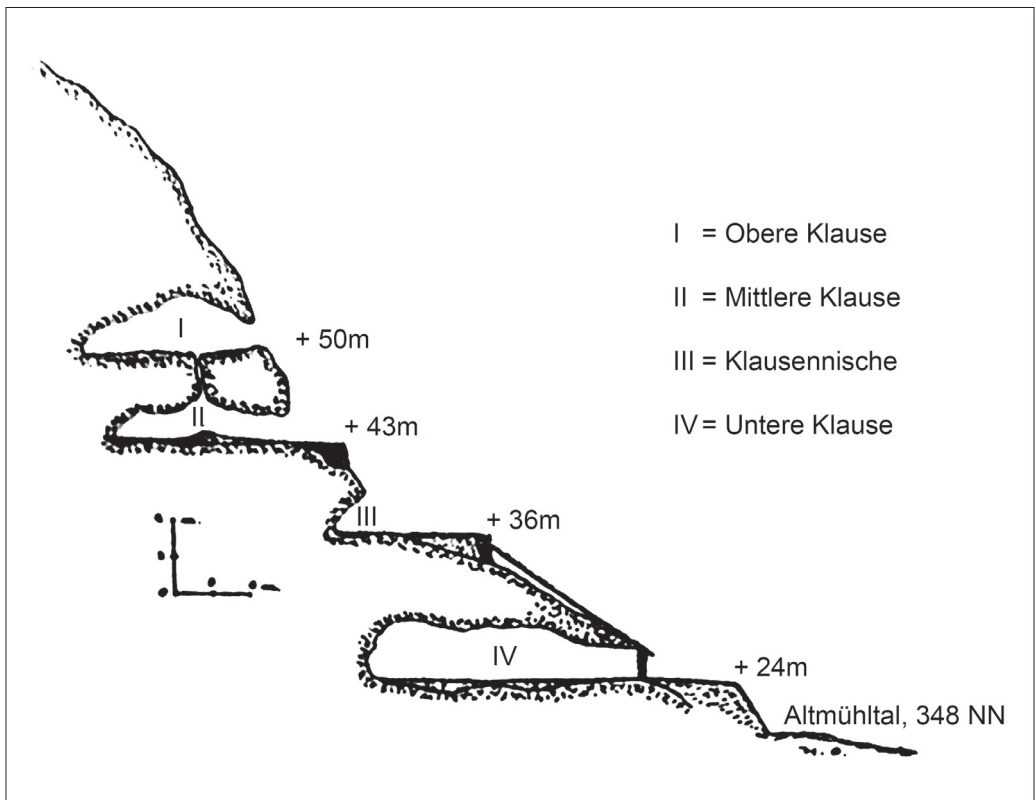 I = Obere Klause
II = Mittlere Klause
III = Klausennische
IV = Untere Klause
I
+ 50m
II
+ 43m
III
+ 36m
IV
+ 24m
Altmühltal, 348 NN